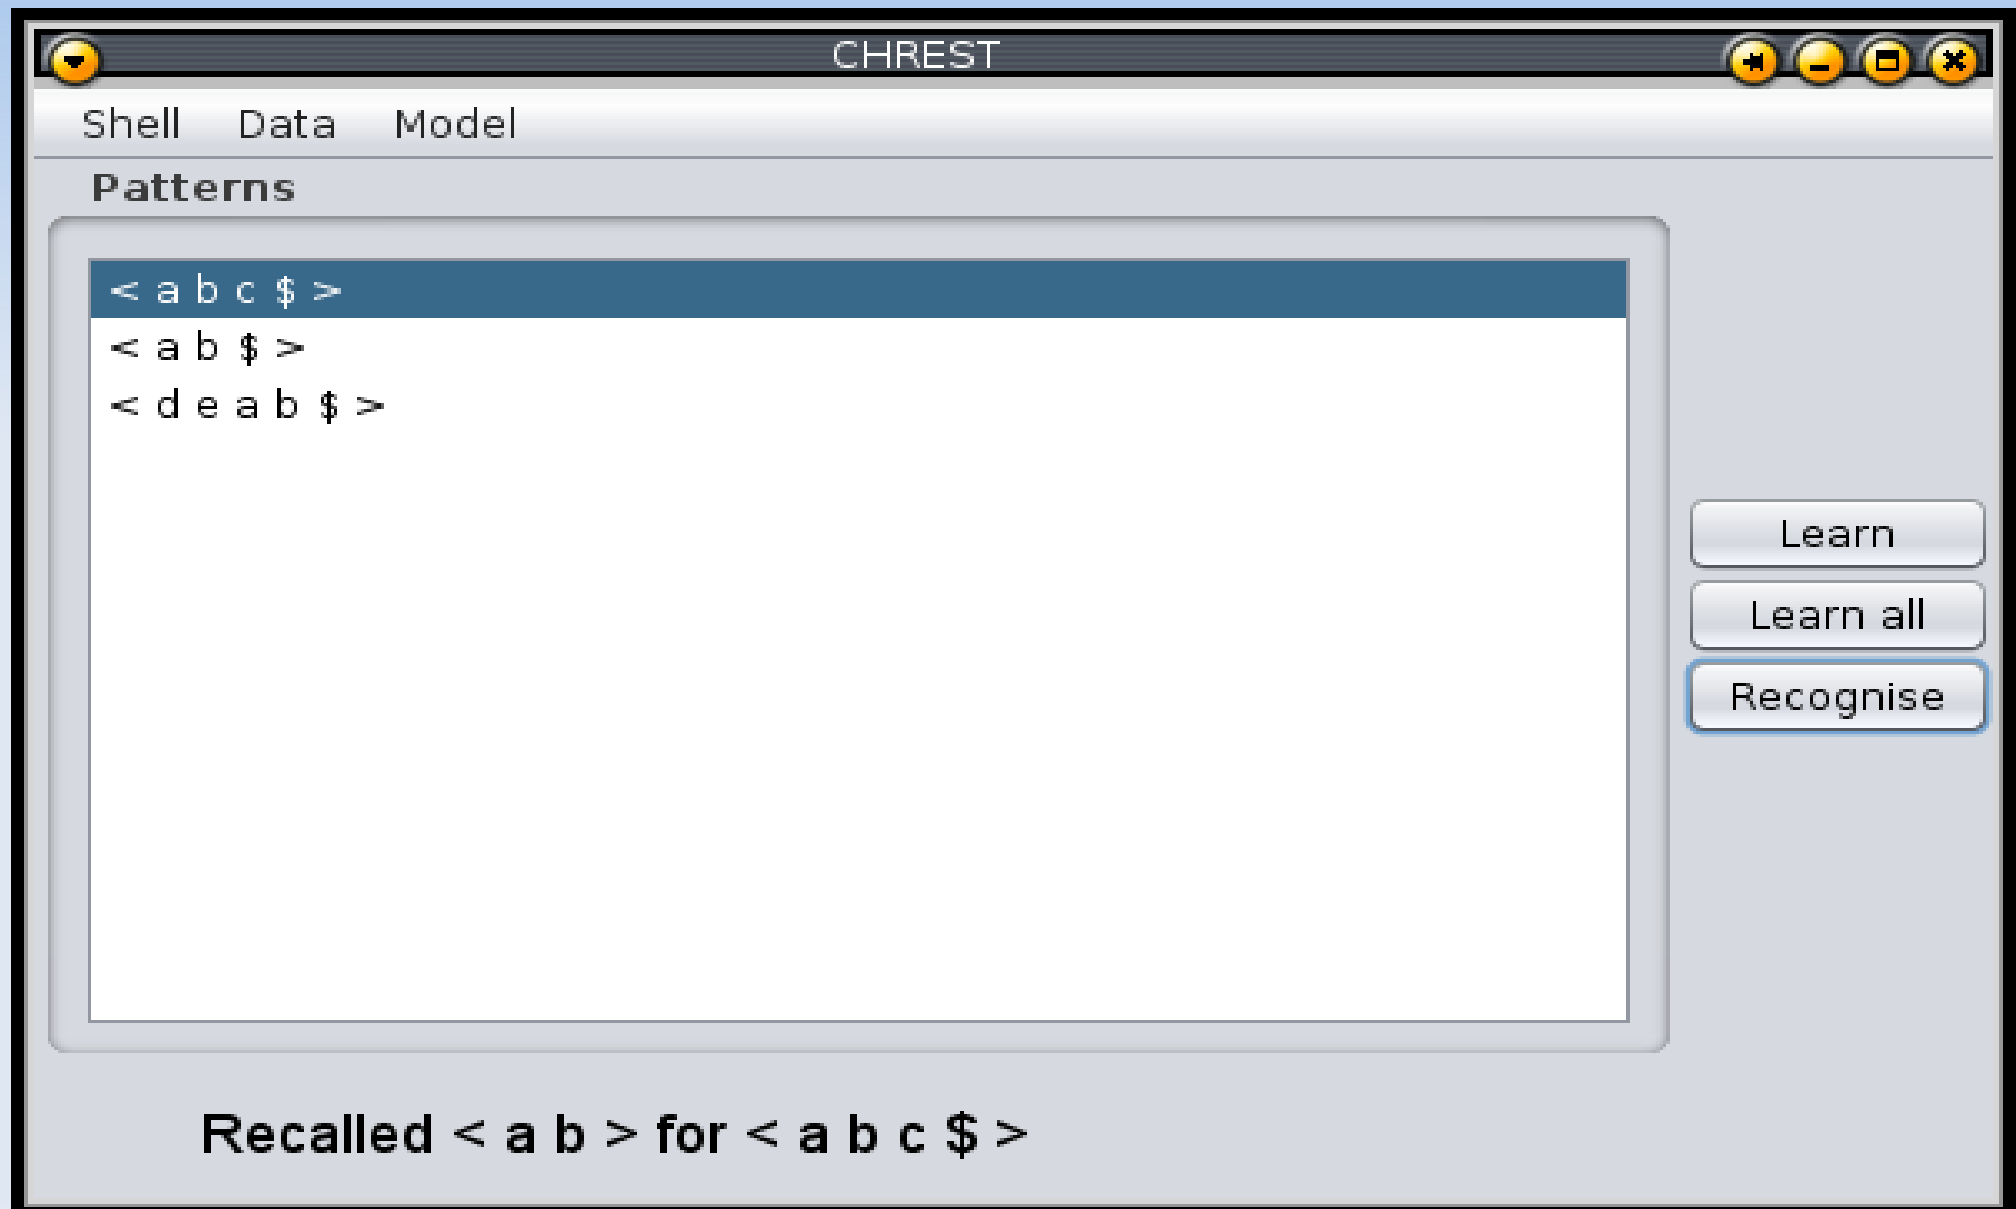 CHREST
Shell Data Model
Patterns
< a b c $ >
< a b $ >
< d e a b $ >
Learn
Learn all
Recognise
Recalled < a b > for < a b c $ >